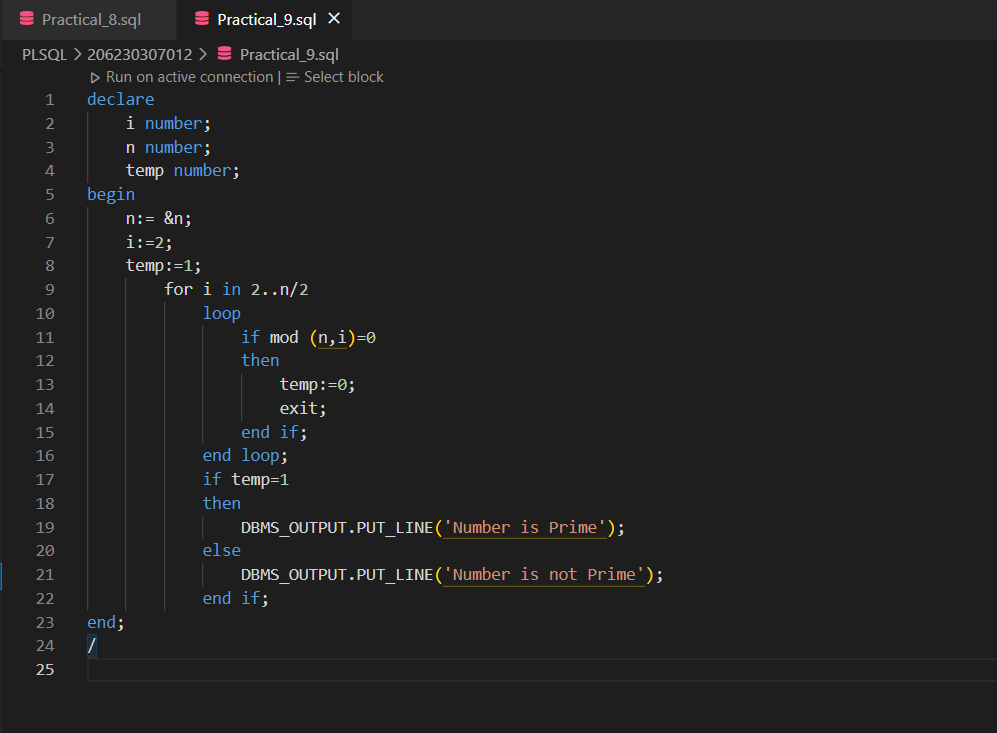 Practical_8.sql Practical_9.sql
PLSQL > 206230307012 > Practical_9.sql
Run on active connection | Select block
1 declare
2     i number;
3     n number;
4     temp number;
5 begin
6     n:= &n;
7     i:=2;
8     temp:=1;
9         for i in 2..n/2
10             loop
11                 if mod (n,i)=0
12                 then
13                     temp:=0;
14                     exit;
15                 end if;
16             end loop;
17             if temp=1
18             then
19                 DBMS_OUTPUT.PUT_LINE('Number is Prime');
20             else
21                 DBMS_OUTPUT.PUT_LINE('Number is not Prime');
22             end if;
23 end;
24 /
25